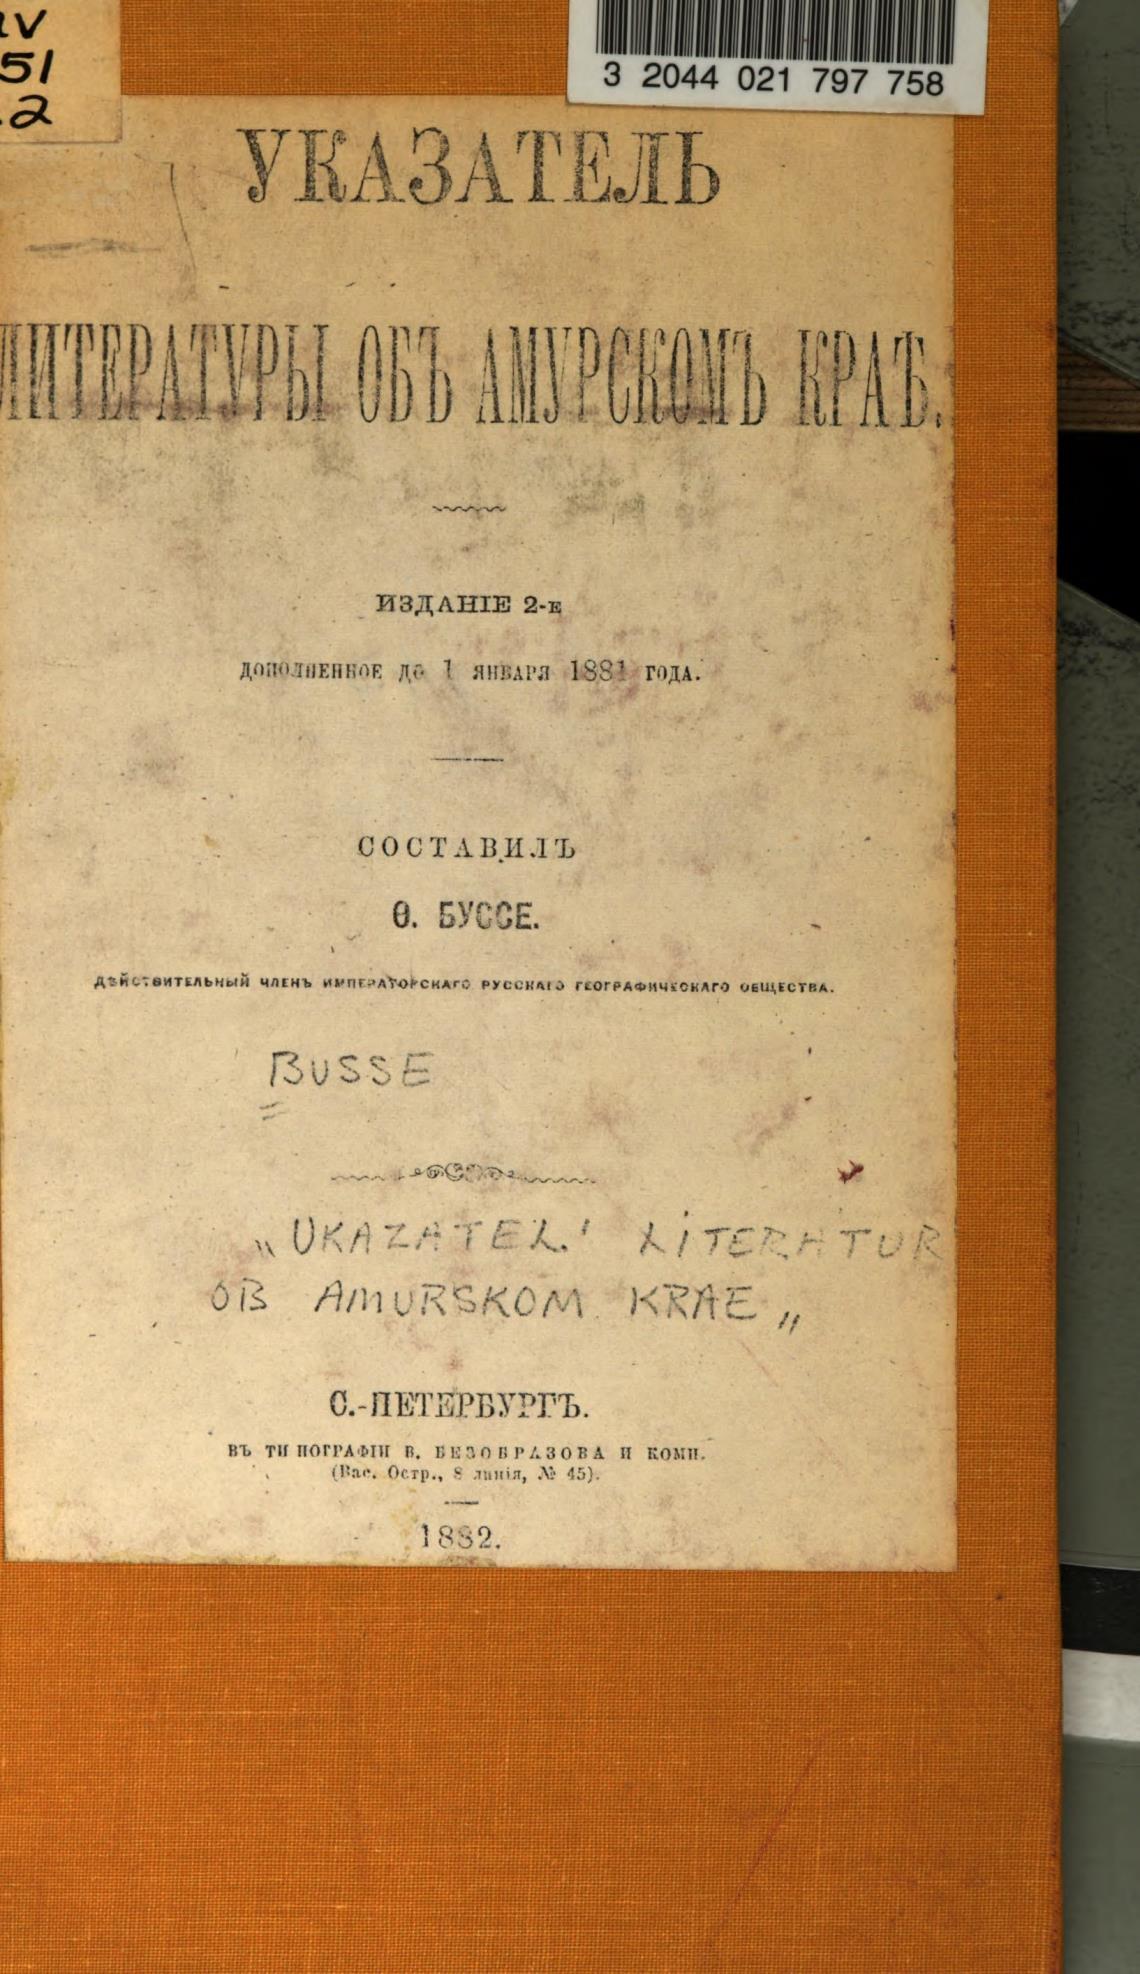 51
.2
3 2044 021 797 758
УКАЗАТЕЛЬ
ЛИТЕРАТУРЫ ОБЪ АМУРСКОМЪ КРАѢ.
ИЗДАНІЕ 2-е
ДОПОЛНЕННОЕ ДО 1 ЯНВАРЯ 1881 ГОДА.
СОСТАВИЛЪ
Ѳ. БУССЕ.
ДѢЙСТВИТЕЛЬНЫЙ ЧЛЕНЪ ИМПЕРАТОРСКАГО РУССКАГО ГЕОГРАФИЧЕСКАГО ОБЩЕСТВА.
BUSSE
„UKAZATEL' LITERATUR
OB AMURSKOM KRAE„
С.-ПЕТЕРБУРГЪ.
ВЪ ТИПОГРАФІИ В. БЕЗОБРАЗОВА И КОМП.
(Вас. Остр., 8 линія, № 45).
1882.